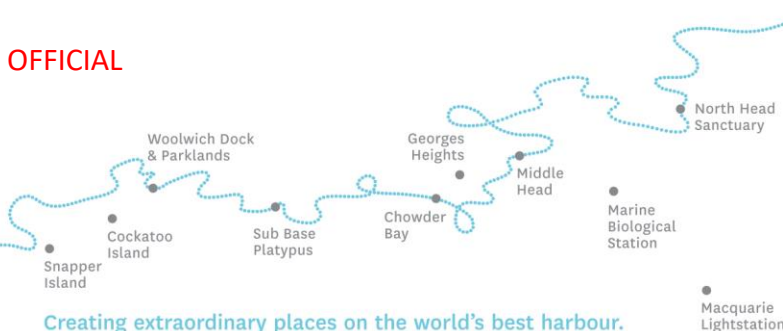 OFFICIAL
North Head
Sanctuary
Woolwich Dock
& Parklands
Georges
Heights
Middle
Head
Chowder
Bay
Marine
Biological
Station
Cockatoo
Island
Sub Base
Platypus
Snapper
Island
Macquarie
Lightstation
Creating extraordinary places on the world's best harbour.